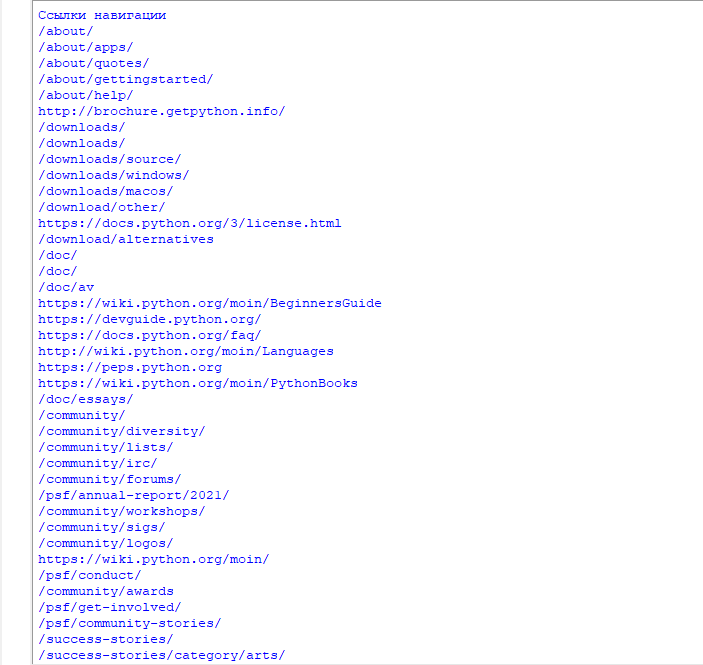 Ссылки навигации
/about/
/about/apps/
/about/quotes/
/about/gettingstarted/
/about/help/
http://brochure.getpython.info/
/downloads/
/downloads/
/downloads/source/
/downloads/windows/
/downloads/macos/
/download/other/
https://docs.python.org/3/license.html
/download/alternatives
/doc/
/doc/
/doc/av
https://wiki.python.org/moin/BeginnersGuide
https://devguide.python.org/
https://docs.python.org/faq/
http://wiki.python.org/moin/Languages
https://peps.python.org
https://wiki.python.org/moin/PythonBooks
/doc/essays/
/community/
/community/diversity/
/community/lists/
/community/irc/
/community/forums/
/psf/annual-report/2021/
/community/workshops/
/community/sigs/
/community/logos/
https://wiki.python.org/moin/
/psf/conduct/
/community/awards
/psf/get-involved/
/psf/community-stories/
/success-stories/
/success-stories/category/arts/